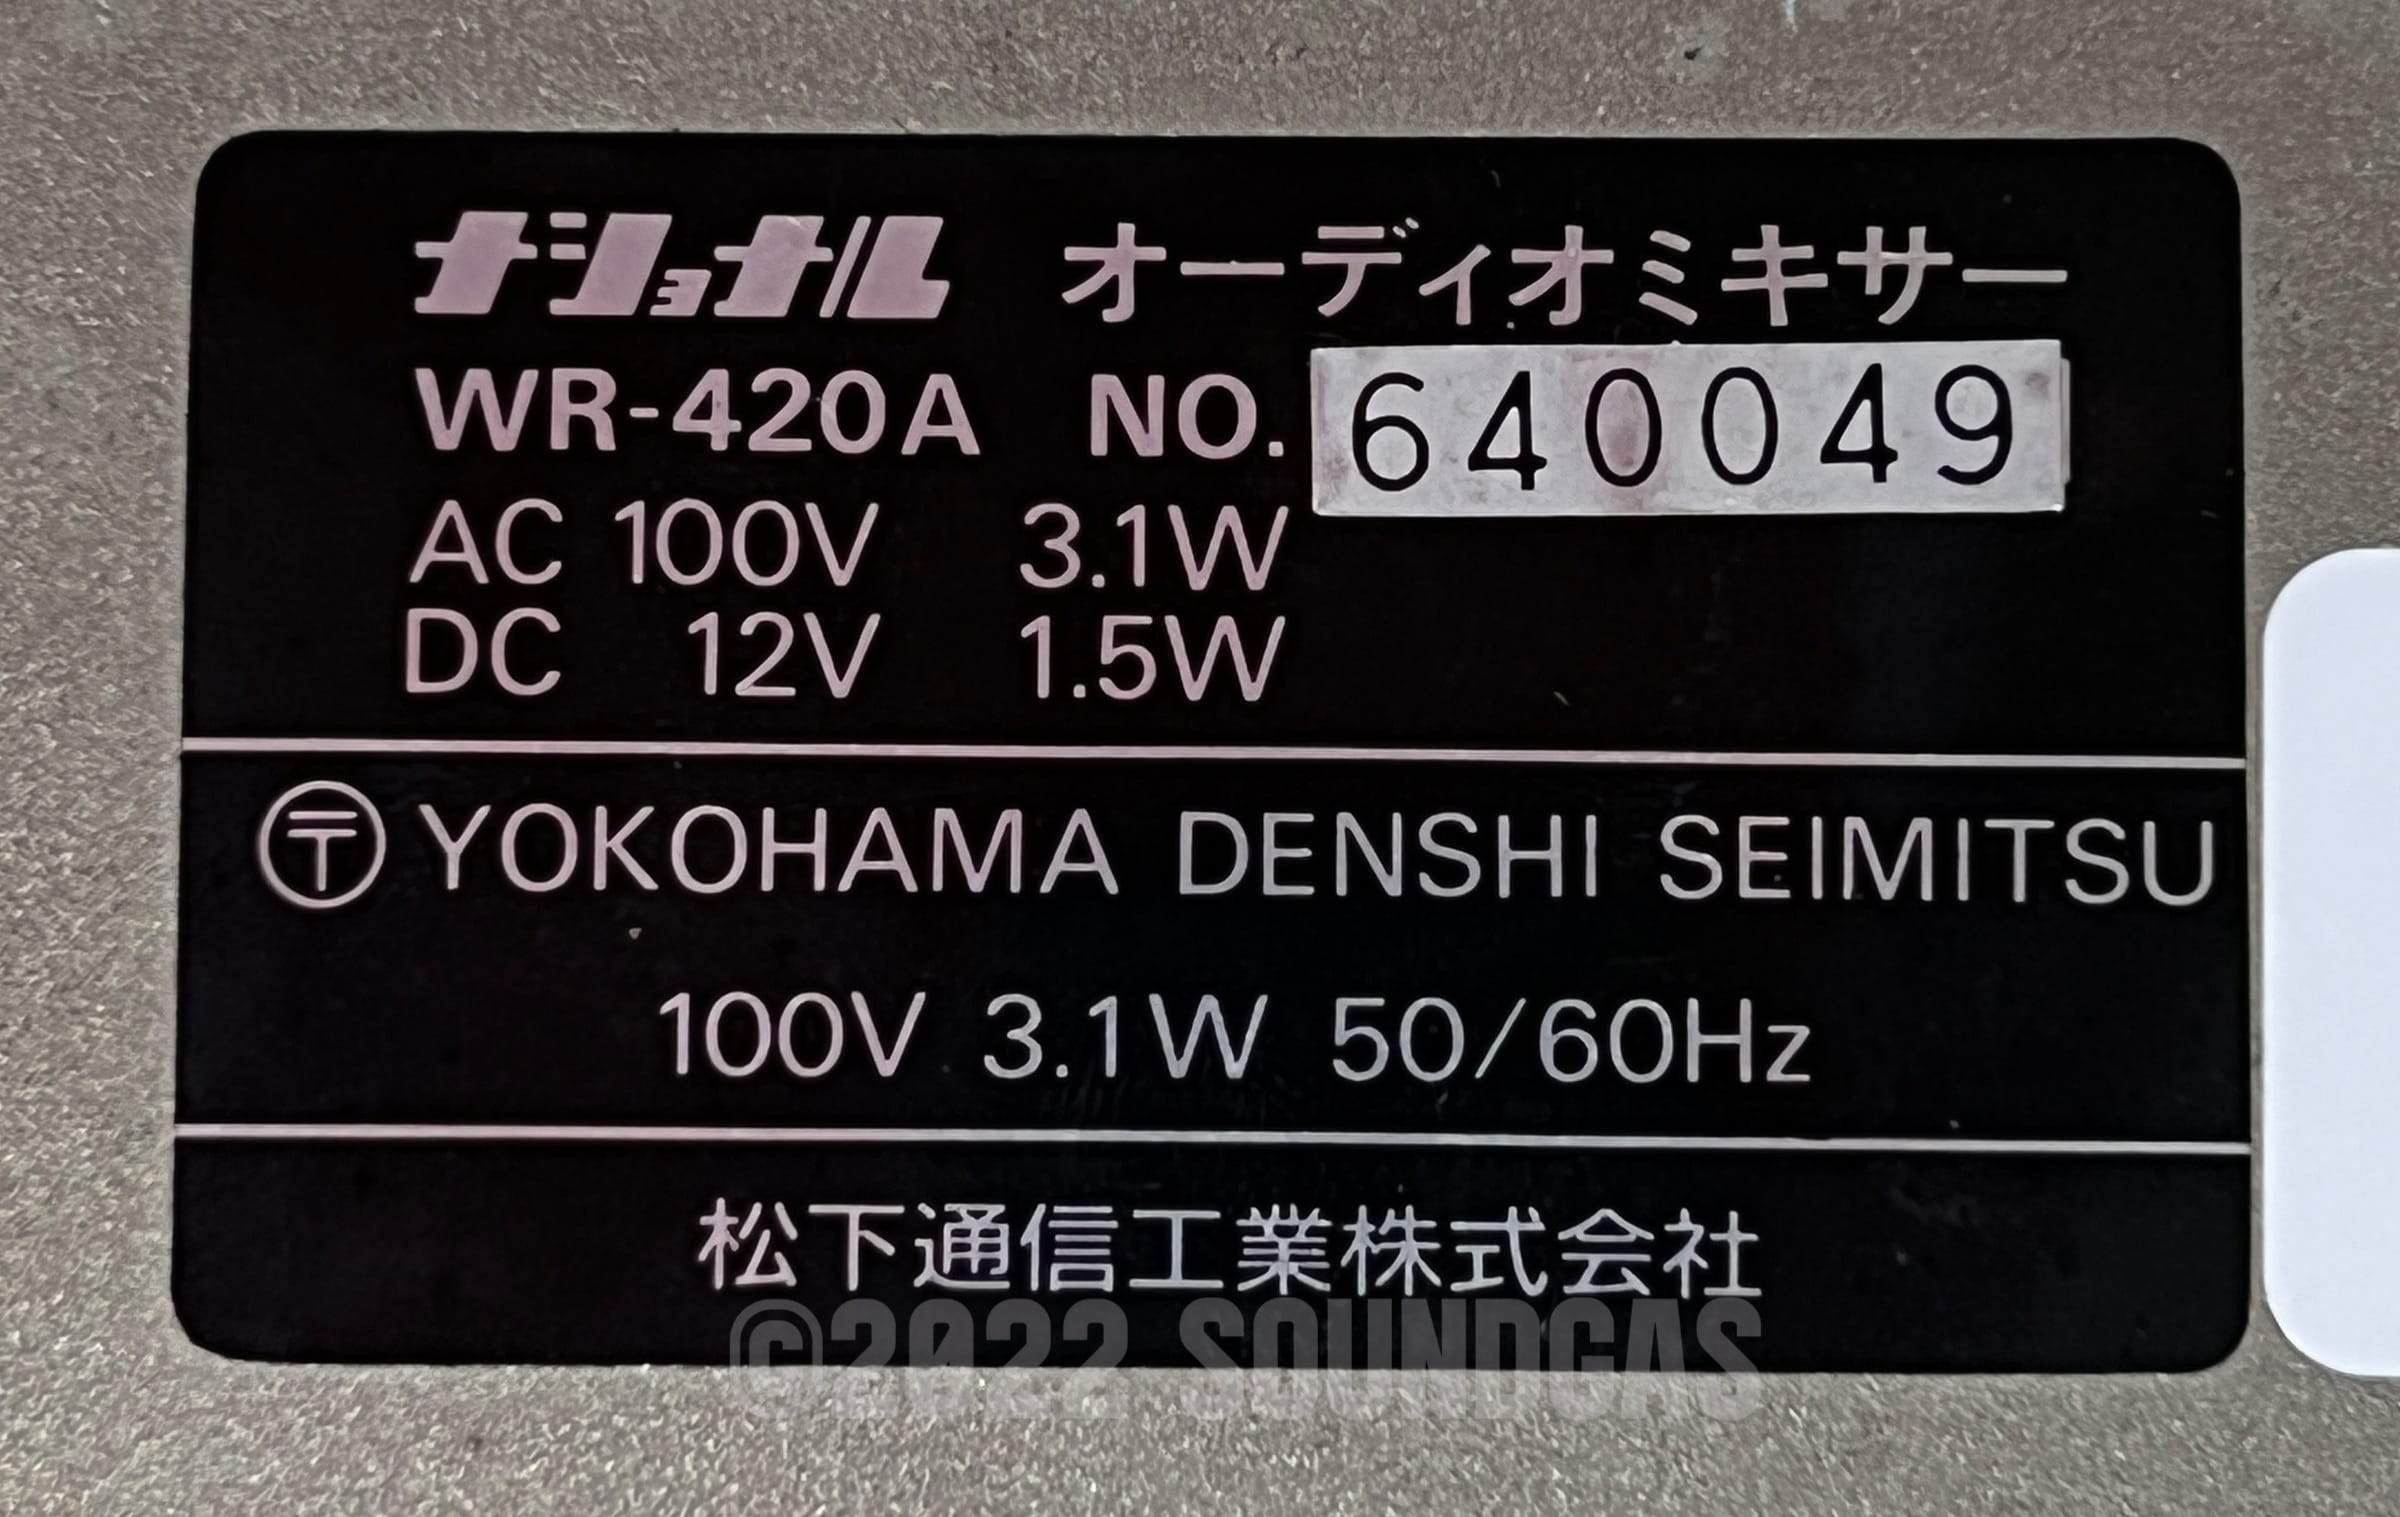 ナショナル オーディオミキサー
WR-420A NO. 640049
AC 100V 3.1W
DC 12V 1.5W
〒 YOKOHAMA DENSHI SEIMITSU
100V 3.1W 50/60Hz
松下通信工業株式会社
©2022 SOUNDGAS